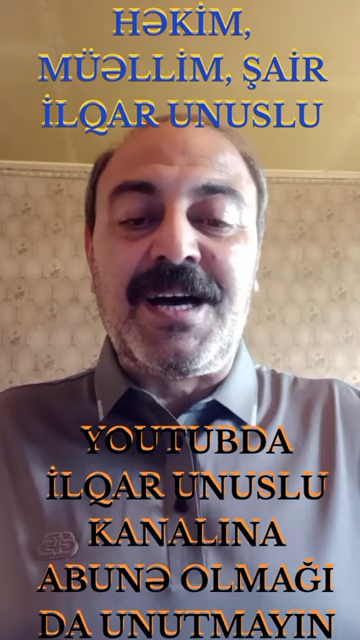 HƏKİM,
MÜƏLLİM, ŞAİR
İLQAR UNUSLU
YOUTUBDA
İLQAR UNUSLU
KANALINA
ABUNƏ OLMAĞI
DA UNUTMAYIN